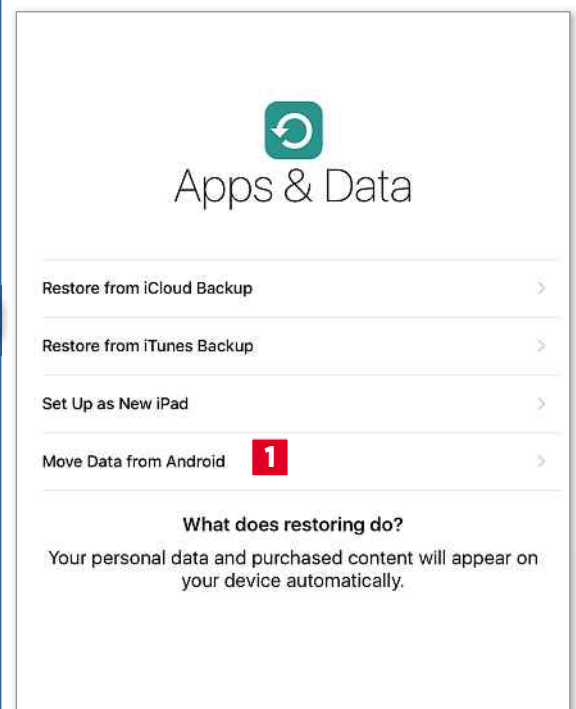 Apps & Data
Restore from iCloud Backup
Restore from iTunes Backup
Set Up as New iPad
Move Data from Android 1
What does restoring do?
Your personal data and purchased content will appear on
your device automatically.